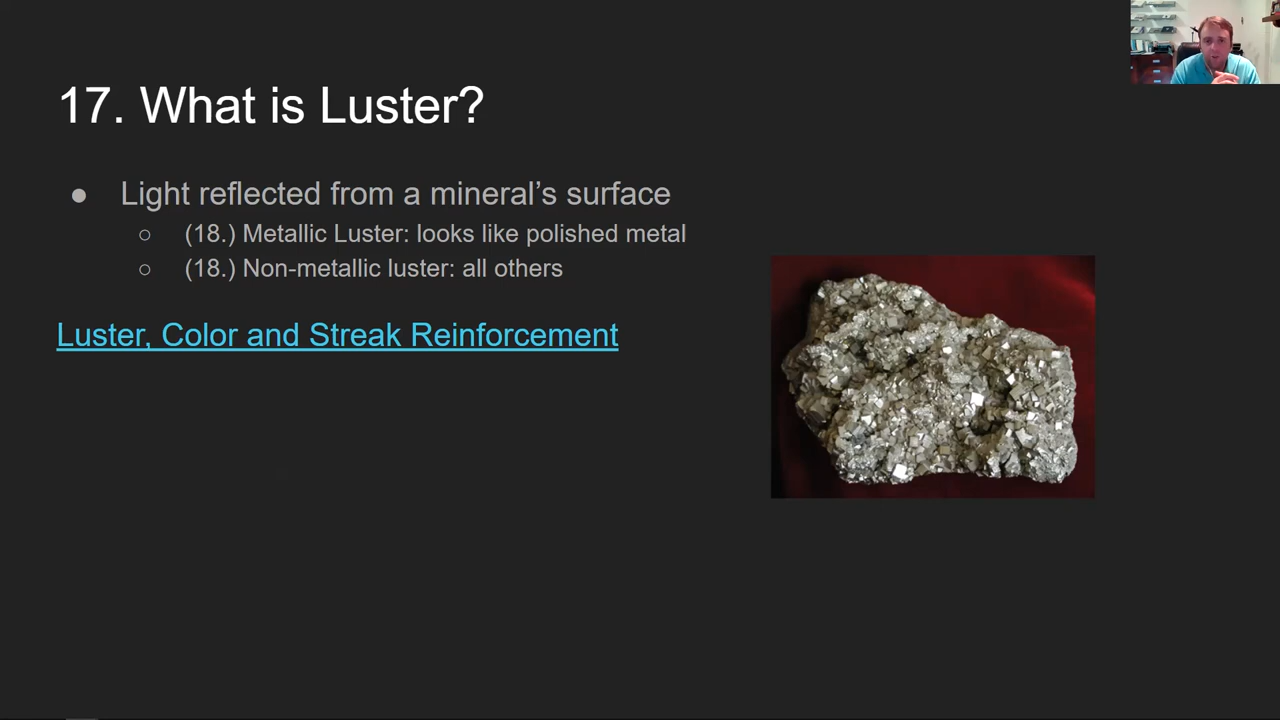 17. What is Luster?
● Light reflected from a mineral’s surface
○ (18.) Metallic Luster: looks like polished metal
○ (18.) Non-metallic luster: all others
Luster, Color and Streak Reinforcement